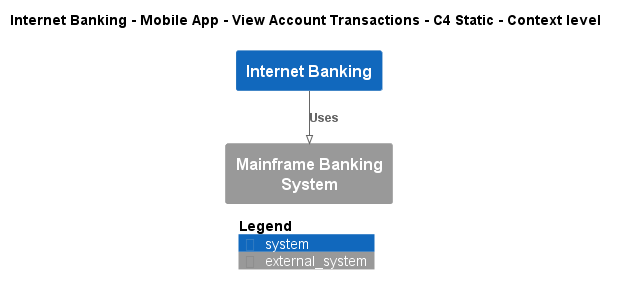 Internet Banking - Mobile App - View Account Transactions - C4 Static - Context level
Internet Banking
Uses
Mainframe Banking
System
Legend
system
external_system